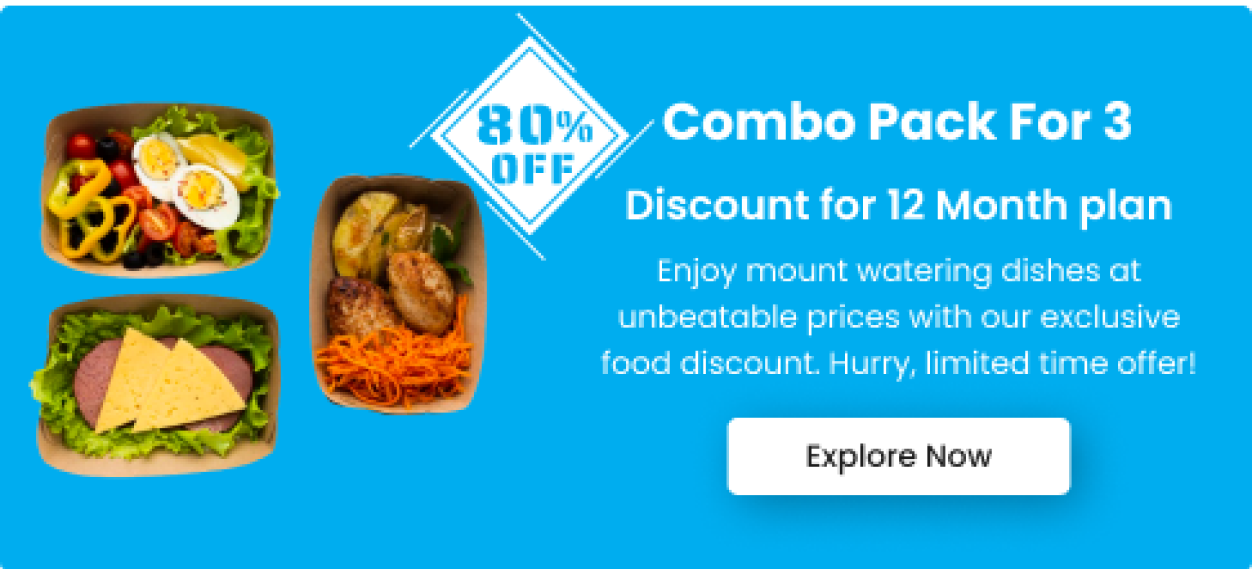 80%
OFF
Combo Pack For 3
Discount for 12 Month plan
Enjoy mount watering dishes at
unbeatable prices with our exclusive
food discount. Hurry, limited time offer!
Explore Now